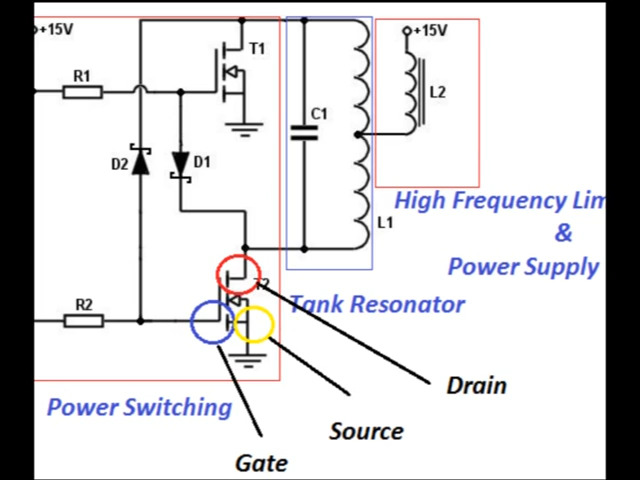 +15V
T1
+15V
R1
C1
L2
D2
D1
High Frequency Lim
L1
&
Power Supply
T2
R2
Tank Resonator
Drain
Power Switching
Source
Gate